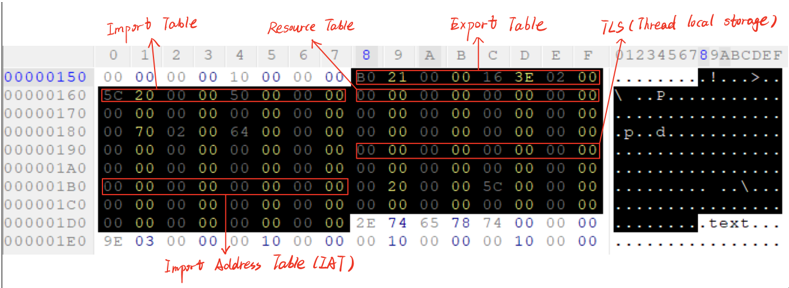 Import Table
Resource Table
Export Table
TLS (Thread local storage)
0 1 2 3 4 5 6 7 8 9 A B C D E F 0123456789ABCDEF
00000150 00 00 00 00 10 00 00 00 B0 21 00 00 16 3E 02 00 .........!...>..
00000160 5C 20 00 00 50 00 00 00 00 00 00 00 00 00 00 00 \ ..P...........
00000170 00 00 00 00 00 00 00 00 00 00 00 00 00 00 00 00 ................
00000180 00 70 02 00 64 00 00 00 00 00 00 00 00 00 00 00 .p..d...........
00000190 00 00 00 00 00 00 00 00 00 00 00 00 00 00 00 00 ................
000001A0 00 00 00 00 00 00 00 00 00 00 00 00 00 00 00 00 ................
000001B0 00 00 00 00 00 00 00 00 00 20 00 00 5C 00 00 00 ......... ..\...
000001C0 00 00 00 00 00 00 00 00 00 00 00 00 00 00 00 00 ................
000001D0 00 00 00 00 00 00 00 00 2E 74 65 78 74 00 00 00 .........text...
000001E0 9E 03 00 00 00 10 00 00 00 10 00 00 00 10 00 00 ................
Import Address Table (IAT)